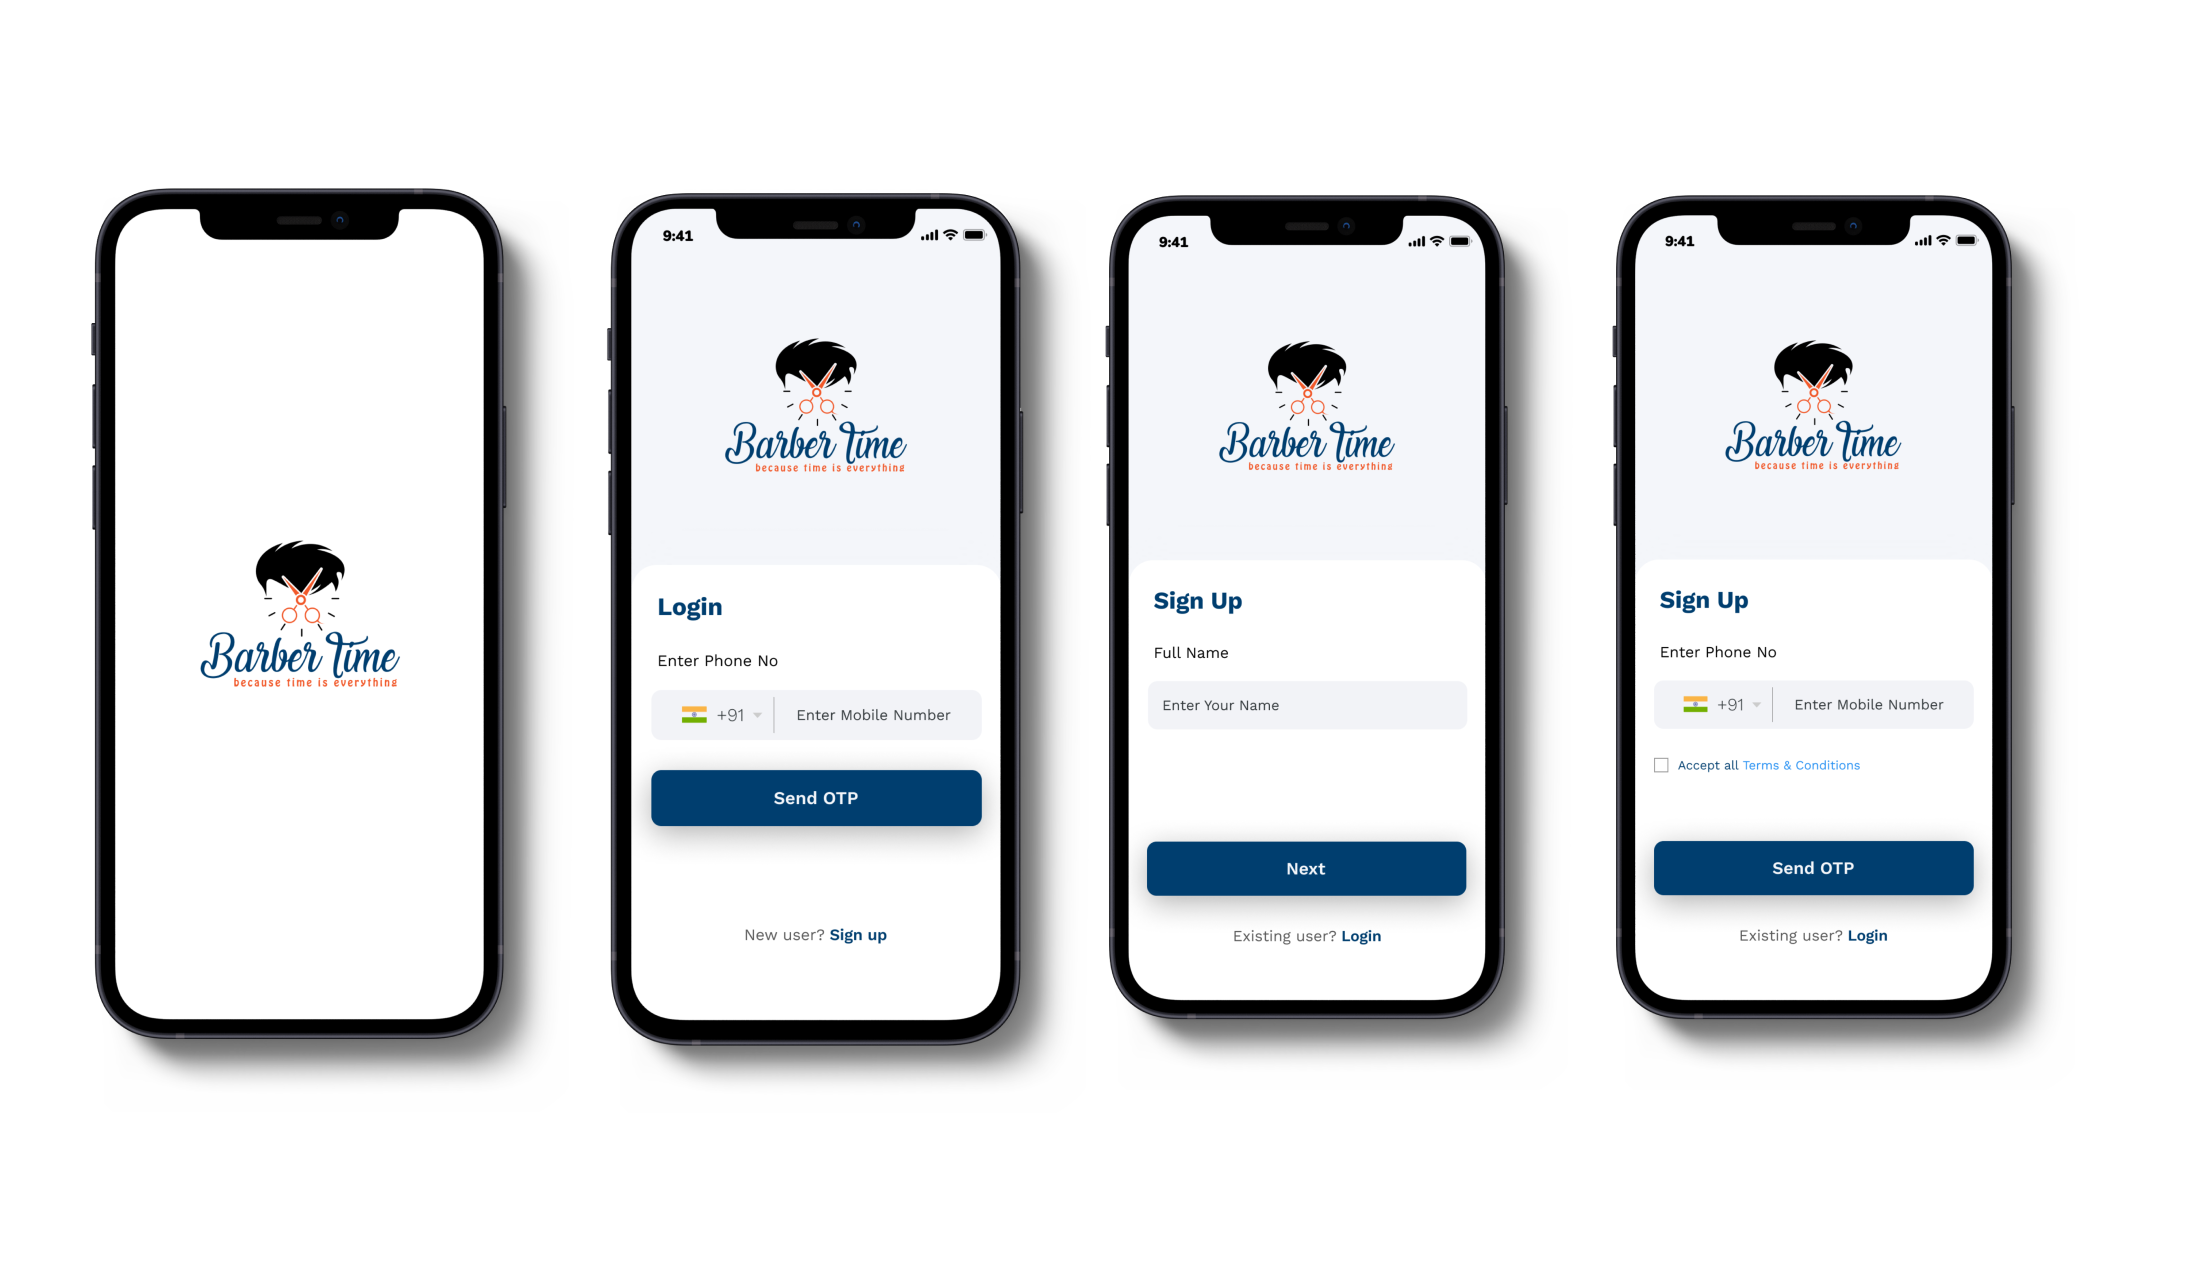 Barber Time
because time is everything
9:41
Barber Time
because time is everything
Login
Enter Phone No
+91 Enter Mobile Number
Send OTP
New user? Sign up
9:41
Barber Time
because time is everything
Sign Up
Full Name
Enter Your Name
Next
Existing user? Login
9:41
Barber Time
because time is everything
Sign Up
Enter Phone No
+91 Enter Mobile Number
Accept all Terms & Conditions
Send OTP
Existing user? Login